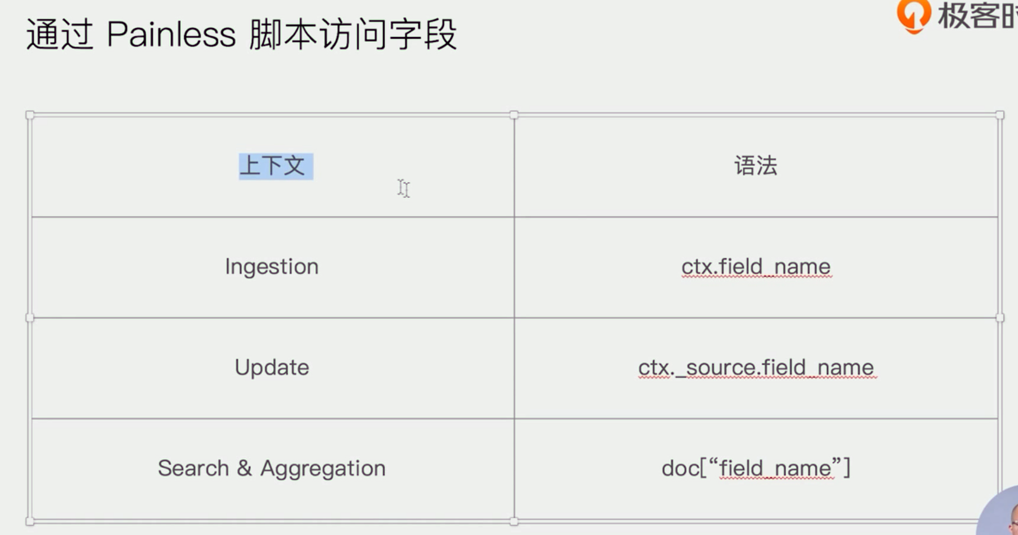 通过 Painless 脚本访问字段
极客时
上下文 语法
Ingestion ctx.field_name
Update ctx._source.field_name
Search & Aggregation doc[“field_name”]